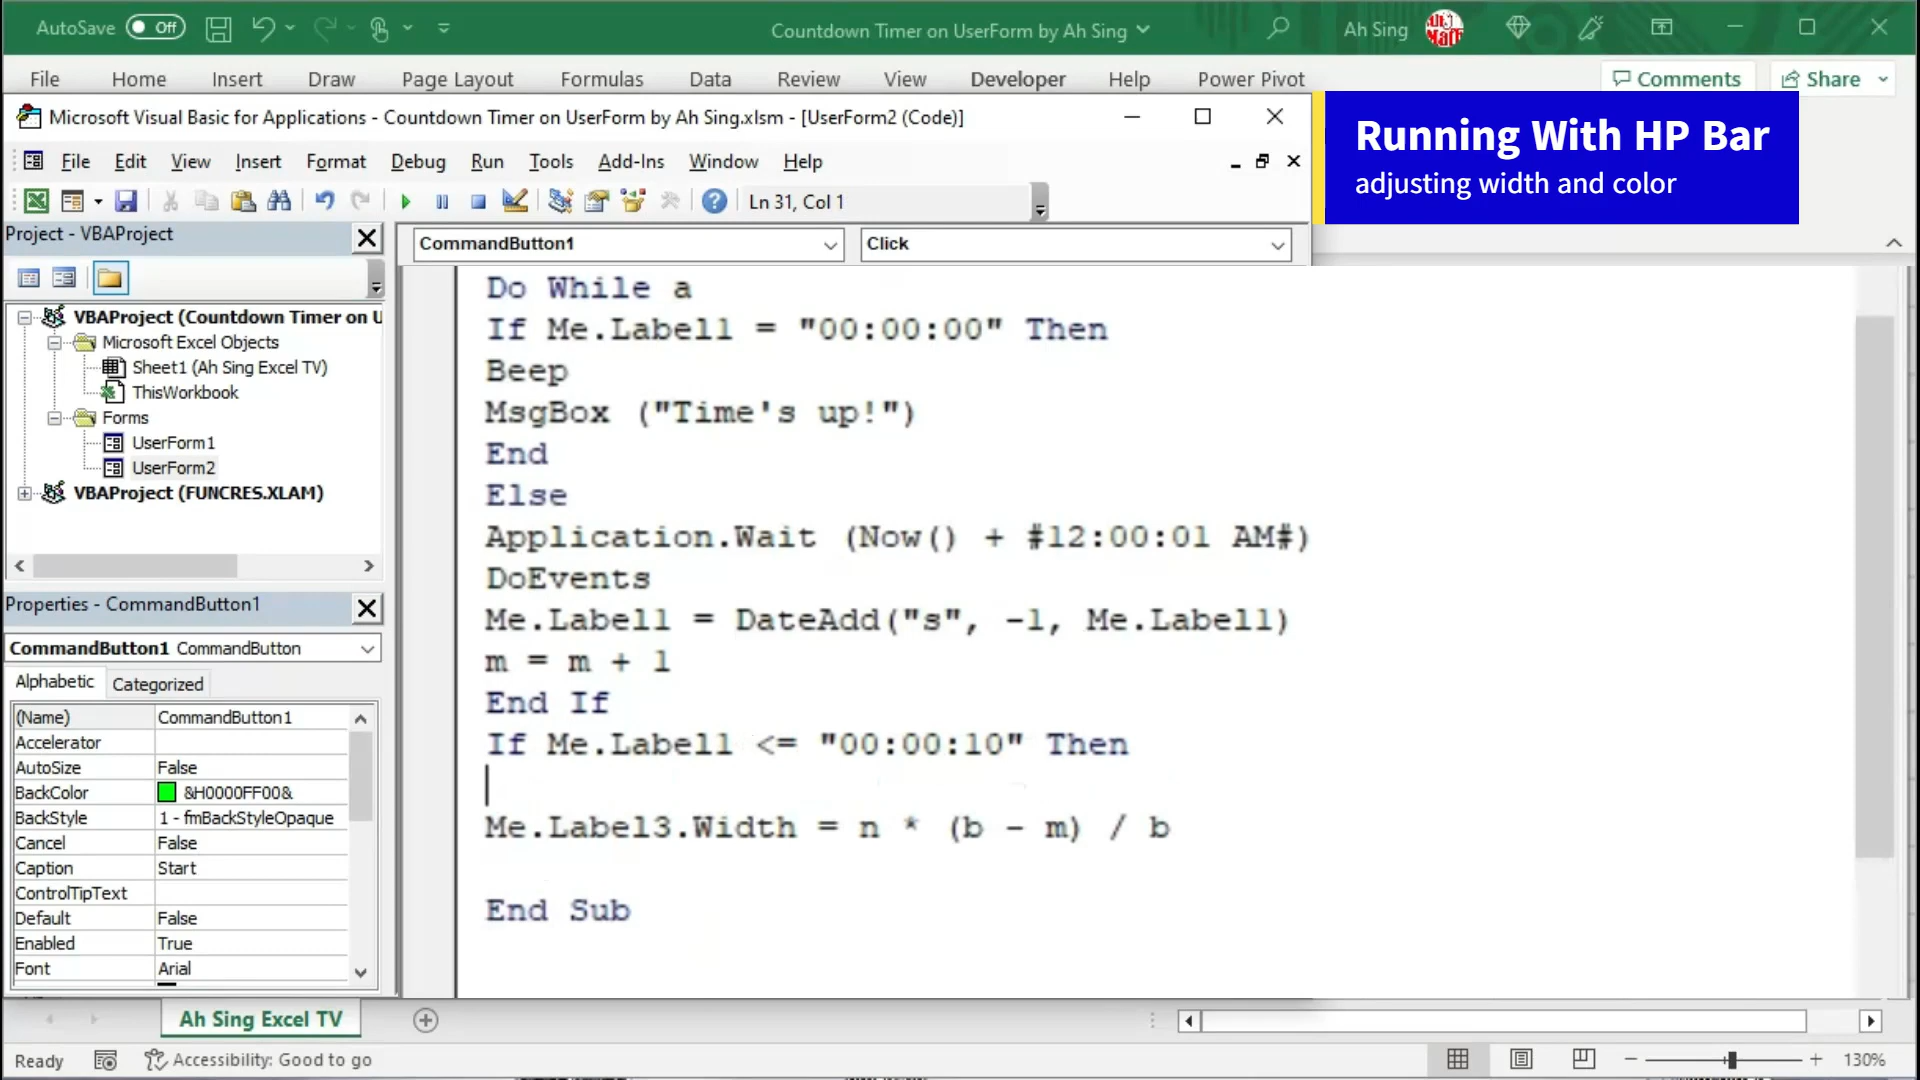 AutoSave Off
Countdown Timer on UserForm by Ah Sing
Ah Sing
File Home Insert Draw Page Layout Formulas Data Review View Developer Help Power Pivot
Comments Share
Microsoft Visual Basic for Applications - Countdown Timer on UserForm by Ah Sing.xlsm - [UserForm2 (Code)]
Running With HP Bar
adjusting width and color
File Edit View Insert Format Debug Run Tools Add-Ins Window Help
Ln 31, Col 1
Project - VBAProject
CommandButton1
Click
VBAProject (Countdown Timer on U
Microsoft Excel Objects
Sheet1 (Ah Sing Excel TV)
ThisWorkbook
Forms
UserForm1
UserForm2
VBAProject (FUNCRES.XLAM)
Properties - CommandButton1
CommandButton1 CommandButton
Alphabetic Categorized
(Name) CommandButton1
Accelerator
AutoSize False
BackColor &H0000FF00&
BackStyle 1 - fmBackStyleOpaque
Cancel False
Caption Start
ControlTipText
Default False
Enabled True
Font Arial
Do While a
If Me.Label1 = "00:00:00" Then
Beep
MsgBox ("Time's up!")
End
Else
Application.Wait (Now() + #12:00:01 AM#)
DoEvents
Me.Label1 = DateAdd("s", -1, Me.Label1)
m = m + 1
End If
If Me.Label1 <= "00:00:10" Then
Me.Label3.Width = n * (b - m) / b
End Sub
Ah Sing Excel TV
Ready
Accessibility: Good to go
130%